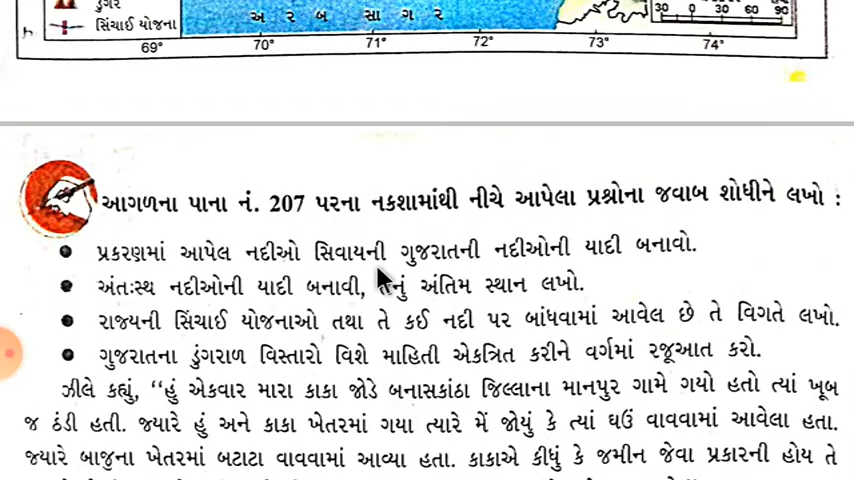 ડુંગર
સિંચાઈ યોજના
અ ર બ સા ગ ર
30 0 30 60 90
69° 70° 71° 72° 73° 74°
આગળના પાના નં. 207 પરના નકશામાંથી નીચે આપેલા પ્રશ્નોના જવાબ શોધીને લખો :
• પ્રકરણમાં આપેલ નદીઓ સિવાયની ગુજરાતની નદીઓની યાદી બનાવો.
• અંતઃસ્થ નદીઓની યાદી બનાવી, નું અંતિમ સ્થાન લખો.
• રાજ્યની સિંચાઈ યોજનાઓ તથા તે કઈ નદી પર બાંધવામાં આવેલ છે તે વિગતે લખો.
• ગુજરાતના ડુંગરાળ વિસ્તારો વિશે માહિતી એકત્રિત કરીને વર્ગમાં રજૂઆત કરો.
ઝીલે કહ્યું, ‘‘હું એકવાર મારા કાકા જોડે બનાસકાંઠા જિલ્લાના માનપુર ગામે ગયો હતો ત્યાં ખૂબ
જ ઠંડી હતી. જ્યારે હું અને કાકા ખેતરમાં ગયા ત્યારે મેં જોયું કે ત્યાં ઘઉં વાવવામાં આવેલા હતા.
જ્યારે બાજુના ખેતરમાં બટાટા વાવવામાં આવ્યા હતા. કાકાએ કીધું કે જમીન જેવા પ્રકારની હોય તે